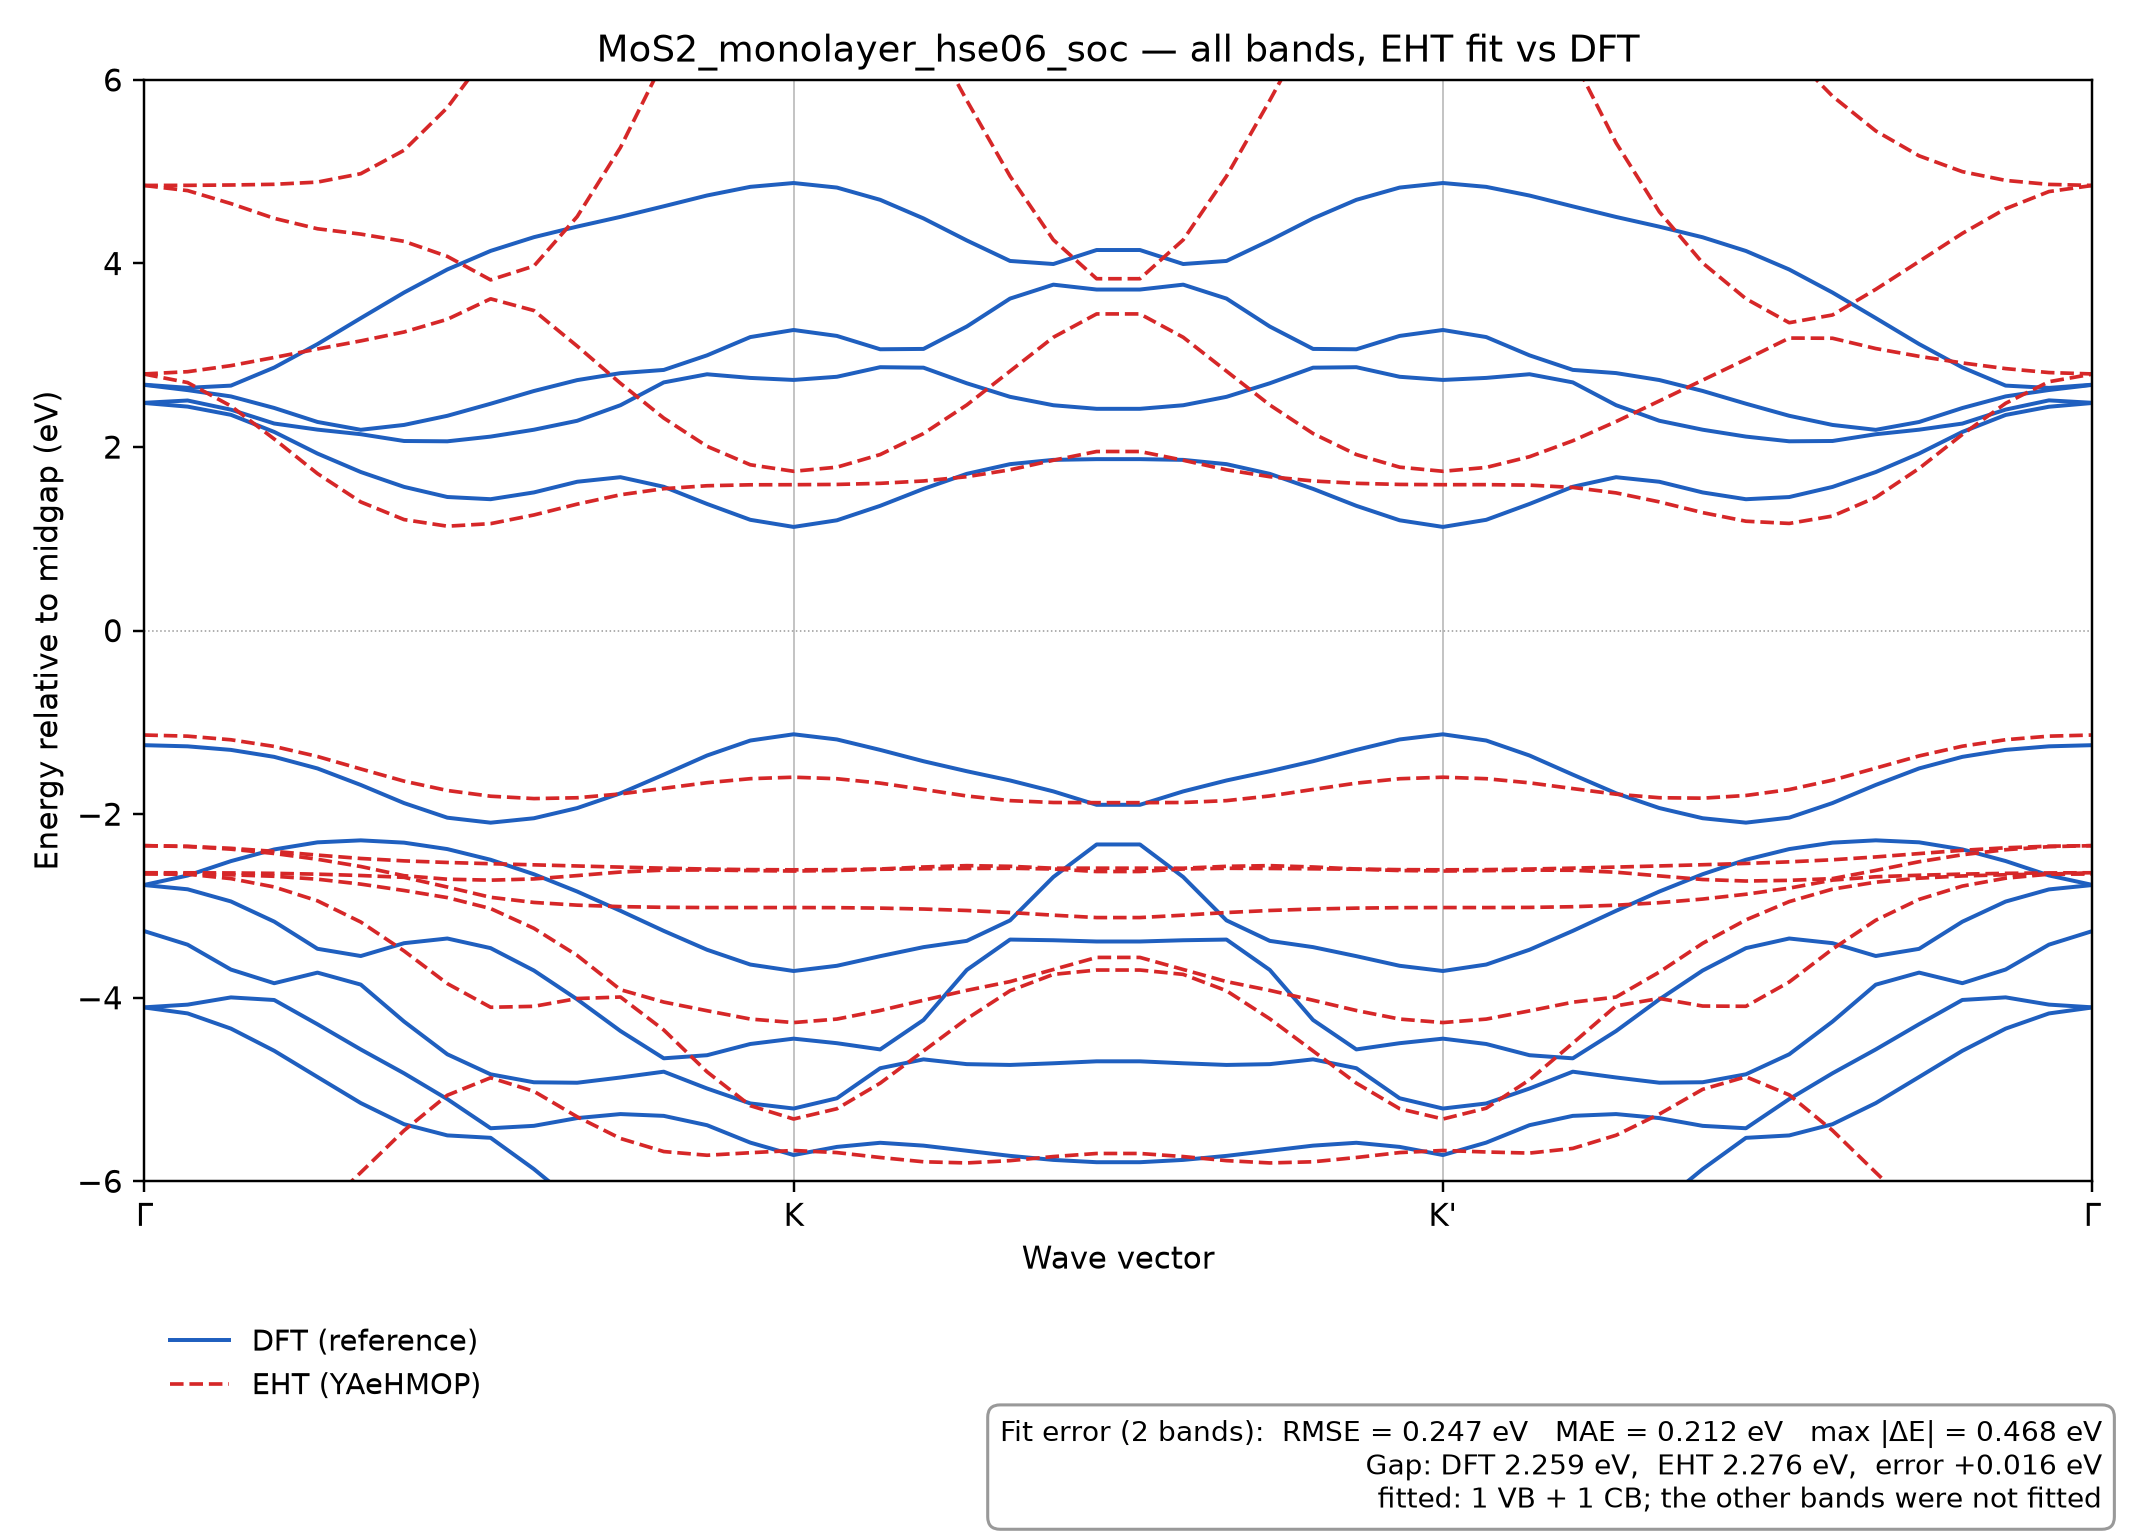 MoS2_monolayer_hse06_soc — all bands, EHT fit vs DFT
Energy relative to midgap (eV)
6
4
2
0
−2
−4
−6
Γ K K' Γ
Wave vector
DFT (reference)
EHT (YAeHMOP)
Fit error (2 bands): RMSE = 0.247 eV MAE = 0.212 eV max |ΔE| = 0.468 eV
Gap: DFT 2.259 eV, EHT 2.276 eV, error +0.016 eV
fitted: 1 VB + 1 CB; the other bands were not fitted